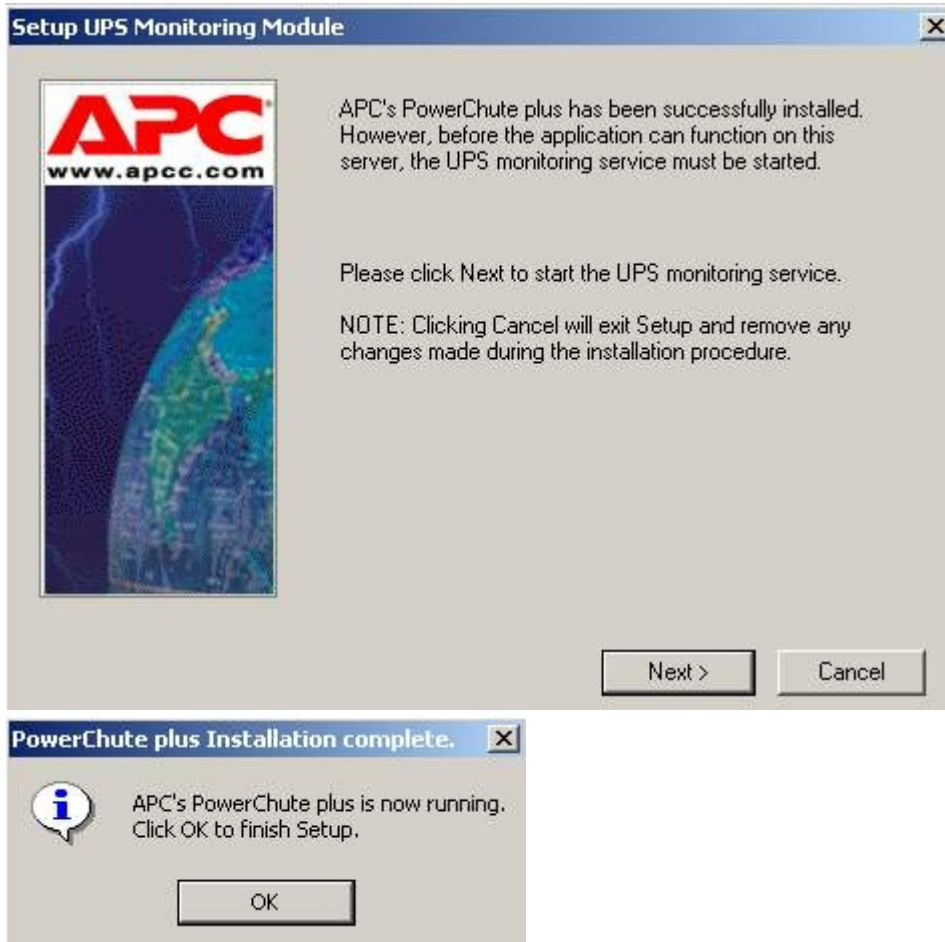 Setup UPS Monitoring Module
APC
www.apcc.com
APC's PowerChute plus has been successfully installed.
However, before the application can function on this
server, the UPS monitoring service must be started.
Please click Next to start the UPS monitoring service.
NOTE: Clicking Cancel will exit Setup and remove any
changes made during the installation procedure.
Next >
Cancel
PowerChute plus Installation complete.
APC's PowerChute plus is now running.
Click OK to finish Setup.
OK